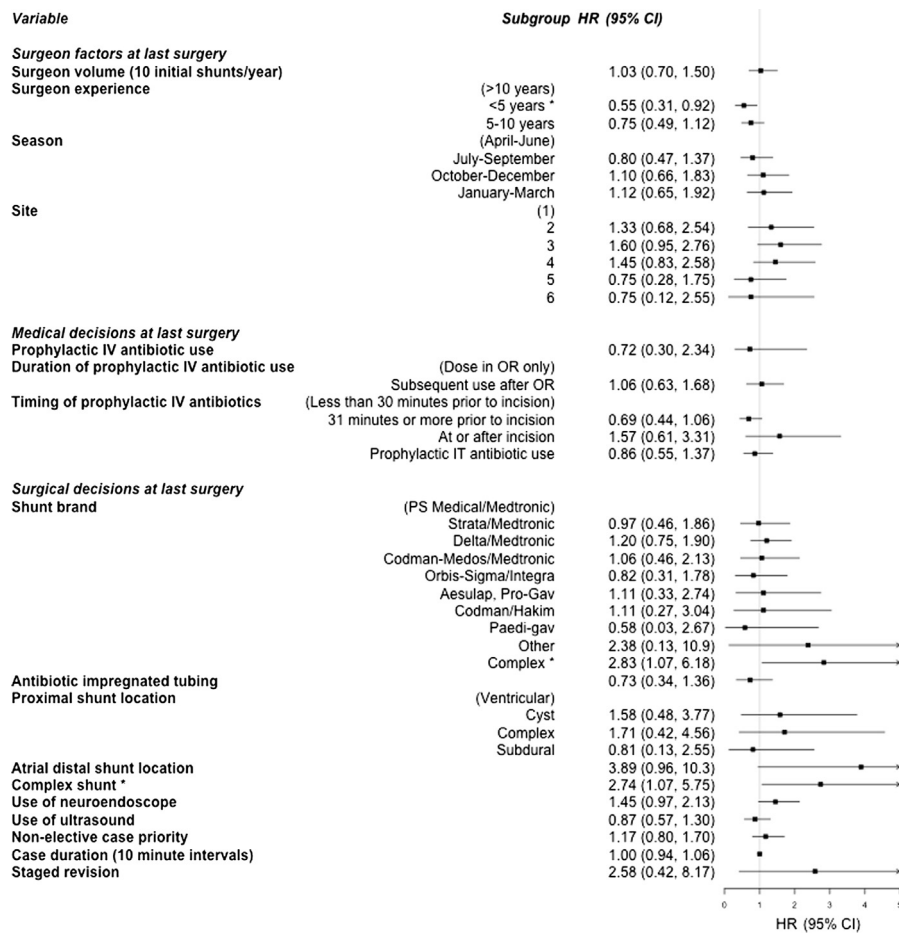 Variable Subgroup HR (95% CI)
Surgeon factors at last surgery
Surgeon volume (10 initial shunts/year) 1.03 (0.70, 1.50)
Surgeon experience (>10 years)
<5 years * 0.55 (0.31, 0.92)
5-10 years 0.75 (0.49, 1.12)
Season (April-June)
July-September 0.80 (0.47, 1.37)
October-December 1.10 (0.66, 1.83)
January-March 1.12 (0.65, 1.92)
Site (1)
2 1.33 (0.68, 2.54)
3 1.60 (0.95, 2.76)
4 1.45 (0.83, 2.58)
5 0.75 (0.28, 1.75)
6 0.75 (0.12, 2.55)
Medical decisions at last surgery
Prophylactic IV antibiotic use 0.72 (0.30, 2.34)
Duration of prophylactic IV antibiotic use (Dose in OR only)
Subsequent use after OR 1.06 (0.63, 1.68)
Timing of prophylactic IV antibiotics (Less than 30 minutes prior to incision)
31 minutes or more prior to incision 0.69 (0.44, 1.06)
At or after incision 1.57 (0.61, 3.31)
Prophylactic IT antibiotic use 0.86 (0.55, 1.37)
Surgical decisions at last surgery
Shunt brand (PS Medical/Medtronic)
Strata/Medtronic 0.97 (0.46, 1.86)
Delta/Medtronic 1.20 (0.75, 1.90)
Codman-Medos/Medtronic 1.06 (0.46, 2.13)
Orbis-Sigma/Integra 0.82 (0.31, 1.78)
Aesulap, Pro-Gav 1.11 (0.33, 2.74)
Codman/Hakim 1.11 (0.27, 3.04)
Paedi-gav 0.58 (0.03, 2.67)
Other 2.38 (0.13, 10.9)
Complex * 2.83 (1.07, 6.18)
Antibiotic impregnated tubing 0.73 (0.34, 1.36)
Proximal shunt location (Ventricular)
Cyst 1.58 (0.48, 3.77)
Complex 1.71 (0.42, 4.56)
Subdural 0.81 (0.13, 2.55)
Atrial distal shunt location 3.89 (0.96, 10.3)
Complex shunt * 2.74 (1.07, 5.75)
Use of neuroendoscope 1.45 (0.97, 2.13)
Use of ultrasound 0.87 (0.57, 1.30)
Non-elective case priority 1.17 (0.80, 1.70)
Case duration (10 minute intervals) 1.00 (0.94, 1.06)
Staged revision 2.58 (0.42, 8.17)
0 1 2 3 4 5
HR (95% CI)